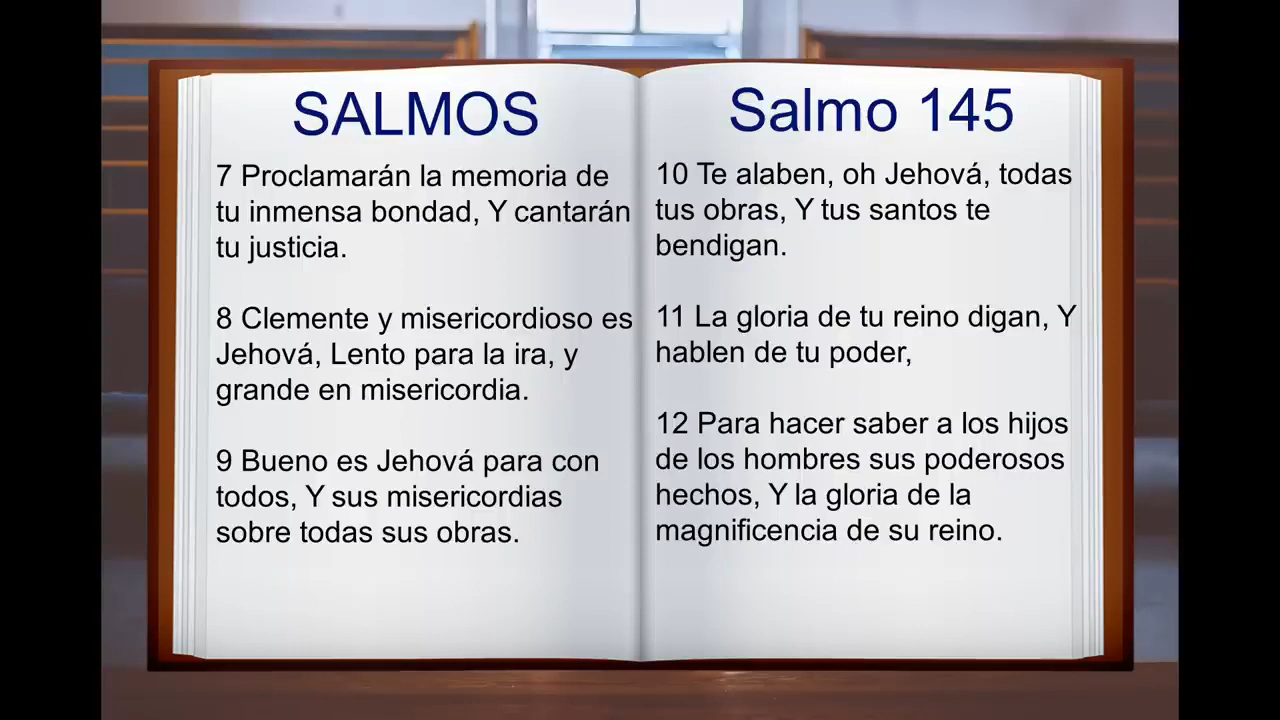 SALMOS
7 Proclamarán la memoria de
tu inmensa bondad, Y cantarán
tu justicia.
8 Clemente y misericordioso es
Jehová, Lento para la ira, y
grande en misericordia.
9 Bueno es Jehová para con
todos, Y sus misericordias
sobre todas sus obras.
Salmo 145
10 Te alaben, oh Jehová, todas
tus obras, Y tus santos te
bendigan.
11 La gloria de tu reino digan, Y
hablen de tu poder,
12 Para hacer saber a los hijos
de los hombres sus poderosos
hechos, Y la gloria de la
magnificencia de su reino.